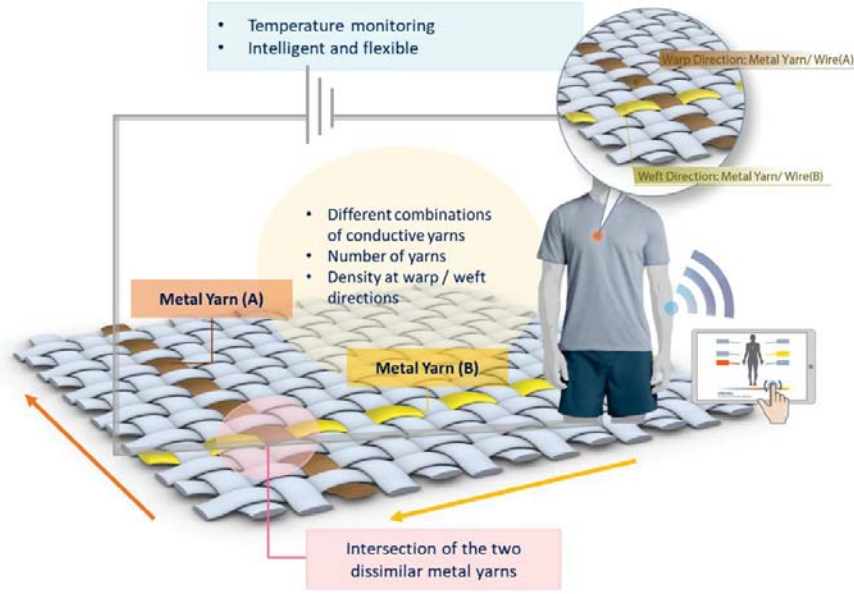 • Temperature monitoring
• Intelligent and flexible
Warp Direction: Metal Yarn/ Wire(A)
Weft Direction: Metal Yarn/ Wire(B)
• Different combinations
of conductive yarns
• Number of yarns
• Density at warp / weft
directions
Metal Yarn (A)
Metal Yarn (B)
Intersection of the two
dissimilar metal yarns